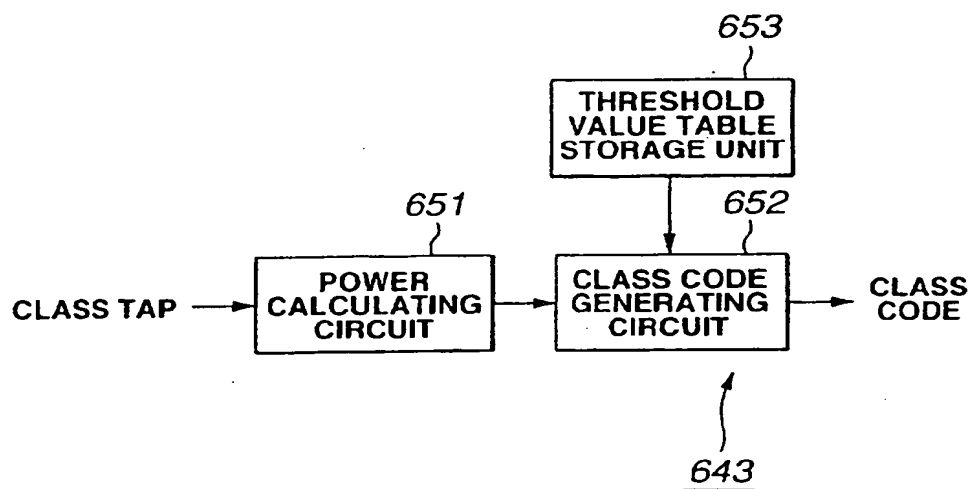 653
THRESHOLD
VALUE TABLE
STORAGE UNIT
651
652
CLASS TAP
POWER
CALCULATING
CIRCUIT
CLASS CODE
GENERATING
CIRCUIT
CLASS
CODE
643